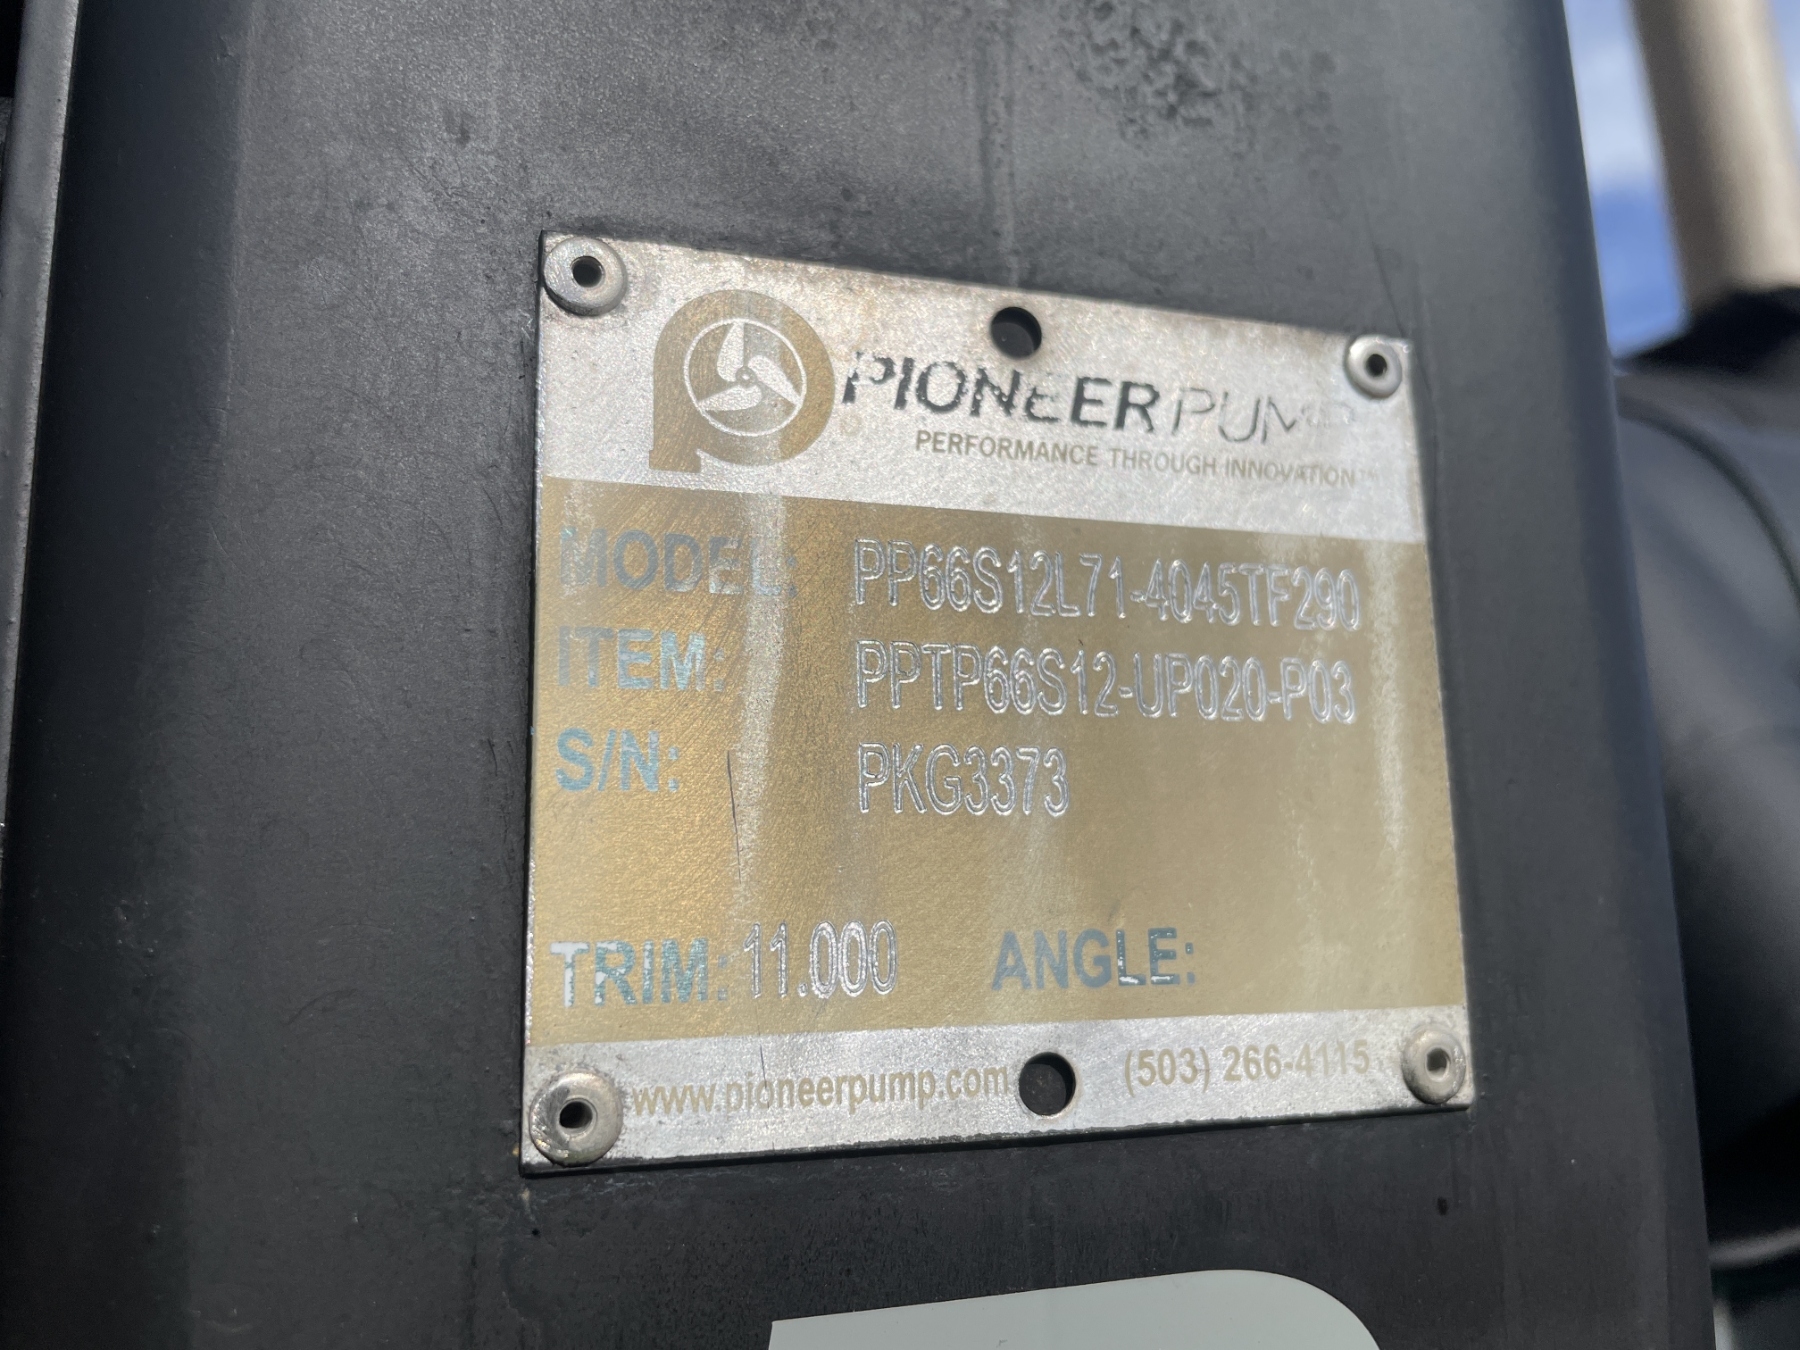 PIONEER PUMP
PERFORMANCE THROUGH INNOVATION™
MODEL: PP66S12L71-4045TF290
ITEM: PPTP66S12-UP020-P03
S/N: PKG3373
TRIM: 11.000 ANGLE:
www.pioneerpump.com (503) 266-4115